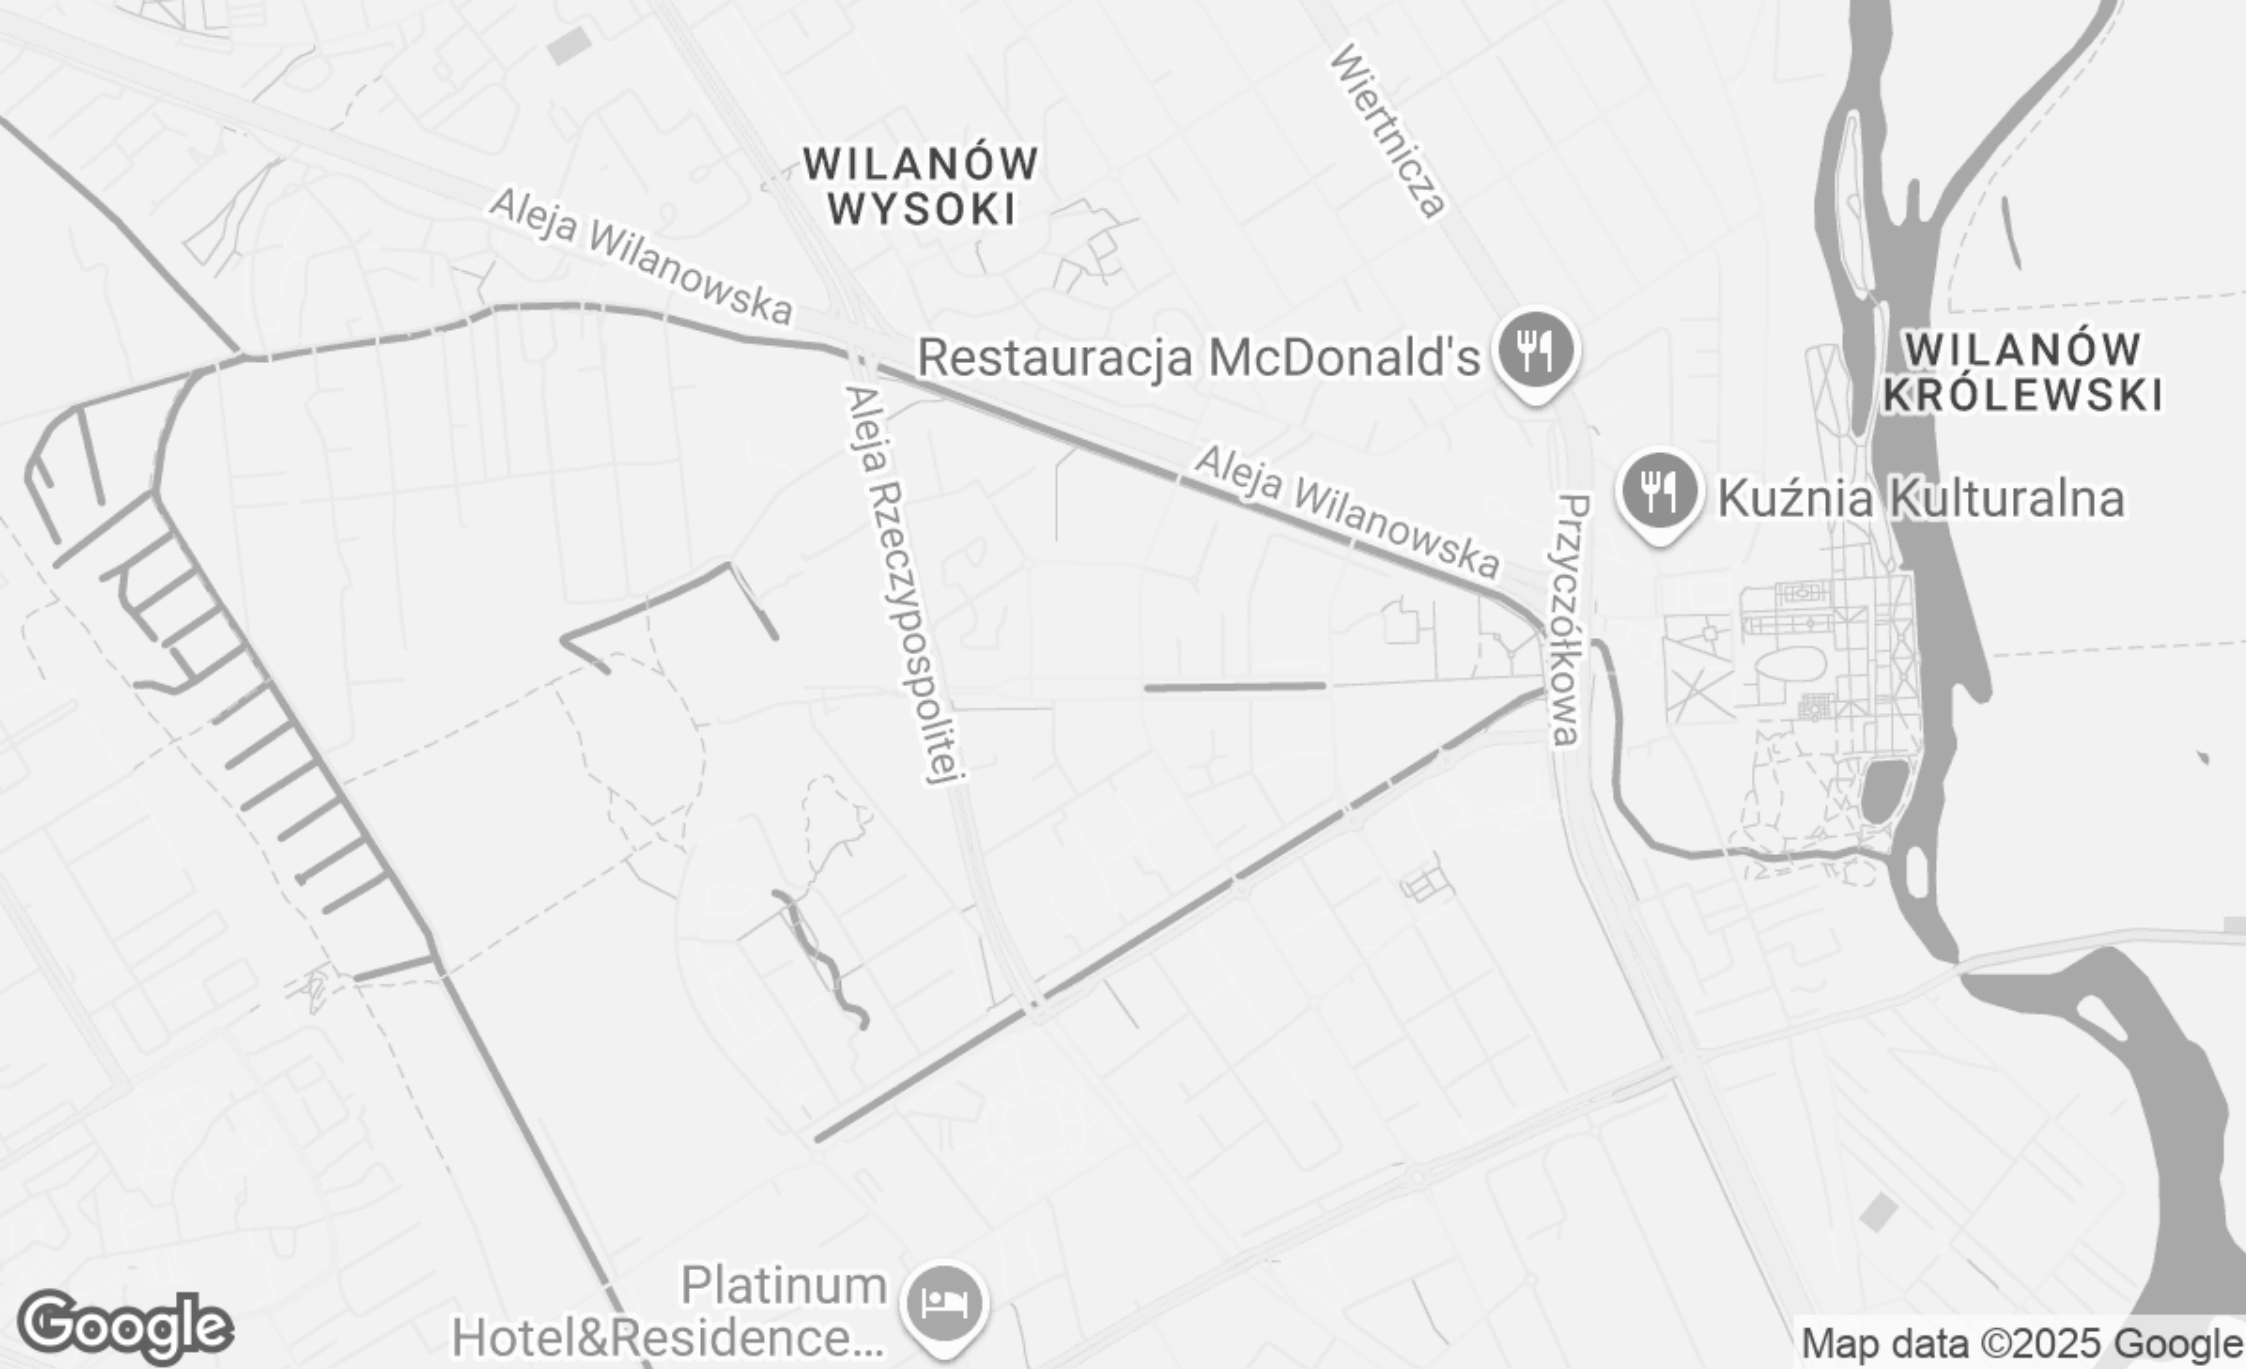 Wiertnicza
WILANÓW
WYSOKI
Aleja Wilanowska
Restauracja McDonald's
WILANÓW
KRÓLEWSKI
Aleja Rzeczypospolitej
Aleja Wilanowska
Przyczółkowa
Kuźnia Kulturalna
Platinum
Hotel&Residence...
Google
Map data ©2025 Google